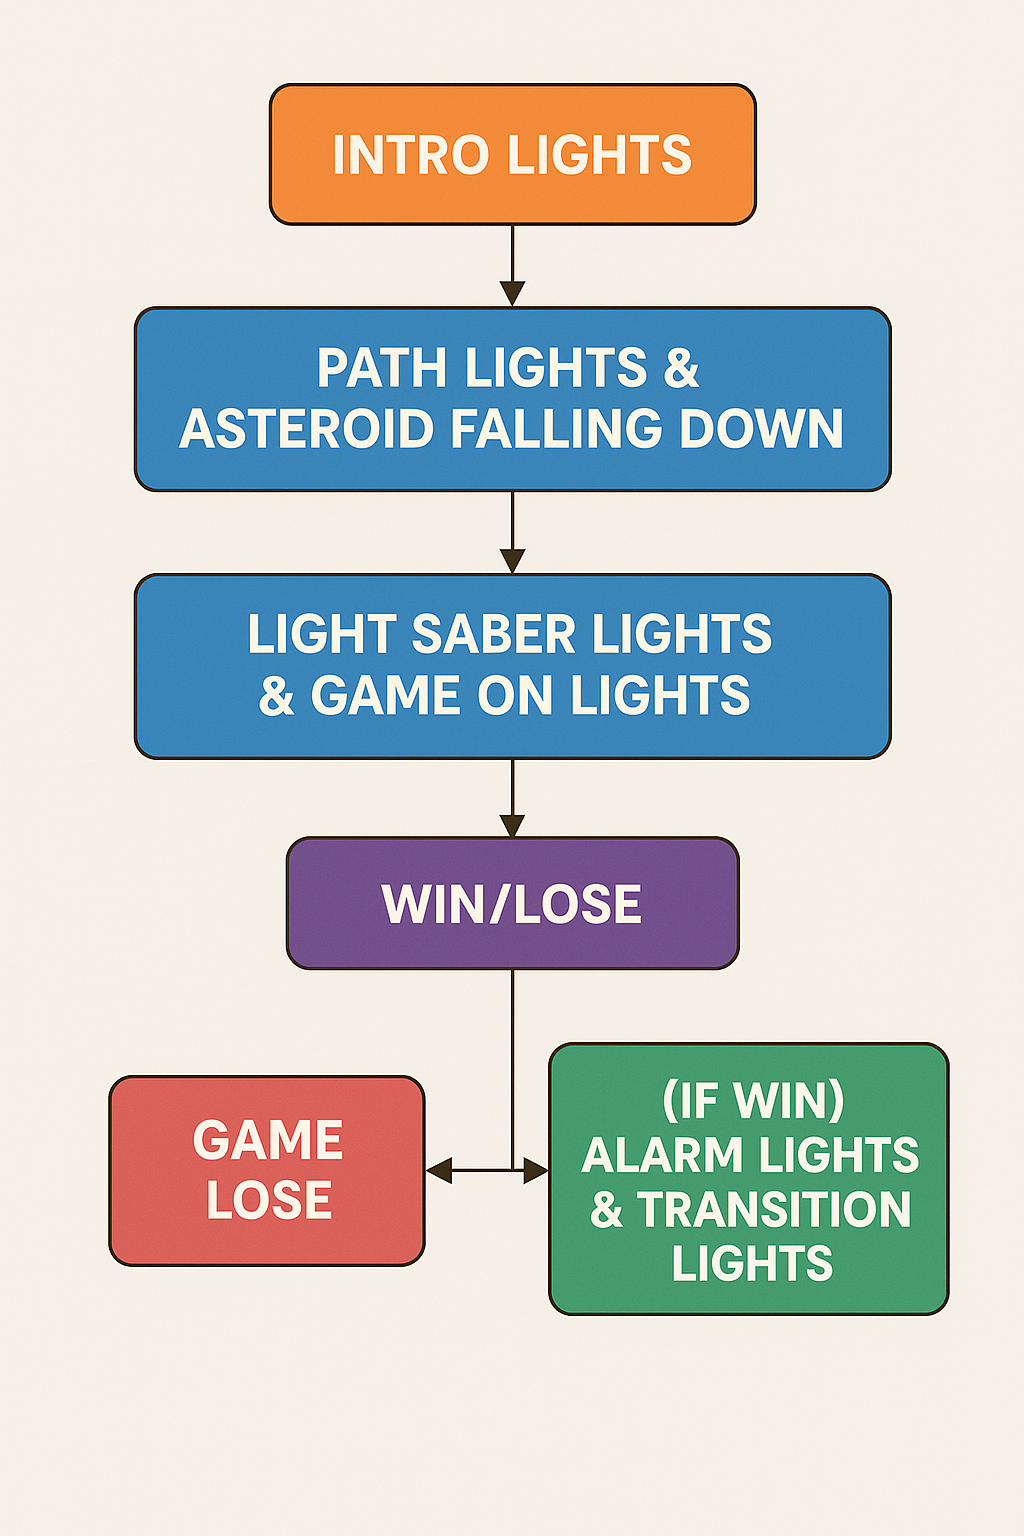 INTRO LIGHTS
PATH LIGHTS &
ASTEROID FALLING DOWN
LIGHT SABER LIGHTS
& GAME ON LIGHTS
WIN/LOSE
GAME
LOSE
(IF WIN)
ALARM LIGHTS
& TRANSITION
LIGHTS